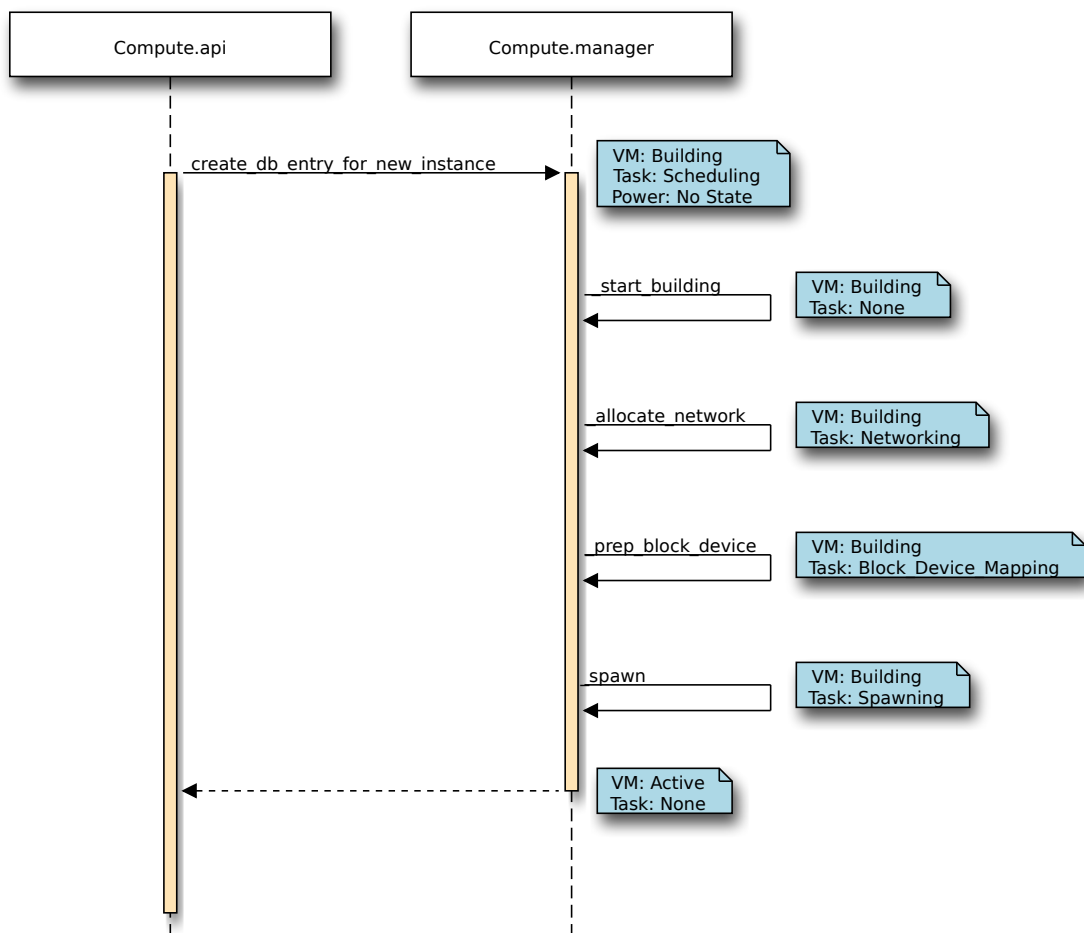 Compute.api
Compute.manager
create_db_entry_for_new_instance
VM: Building
Task: Scheduling
Power: No State
_start_building
VM: Building
Task: None
_allocate_network
VM: Building
Task: Networking
_prep_block_device
VM: Building
Task: Block_Device_Mapping
_spawn
VM: Building
Task: Spawning
VM: Active
Task: None